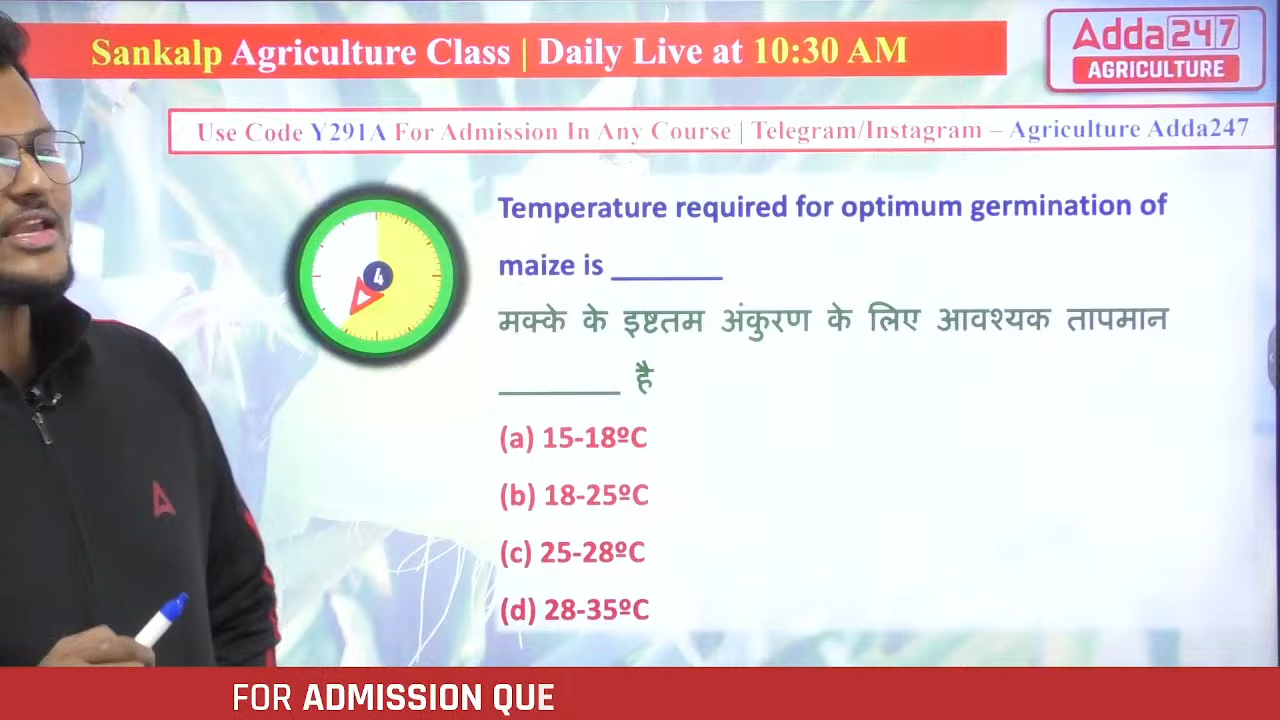 Sankalp Agriculture Class | Daily Live at 10:30 AM
Adda247
AGRICULTURE
Use Code Y291A For Admission In Any Course | Telegram/Instagram – Agriculture Adda247
4
Temperature required for optimum germination of
maize is _______
मक्के के इष्टतम अंकुरण के लिए आवश्यक तापमान
________ है
(a) 15-18ºC
(b) 18-25ºC
(c) 25-28ºC
(d) 28-35ºC
FOR ADMISSION QUE